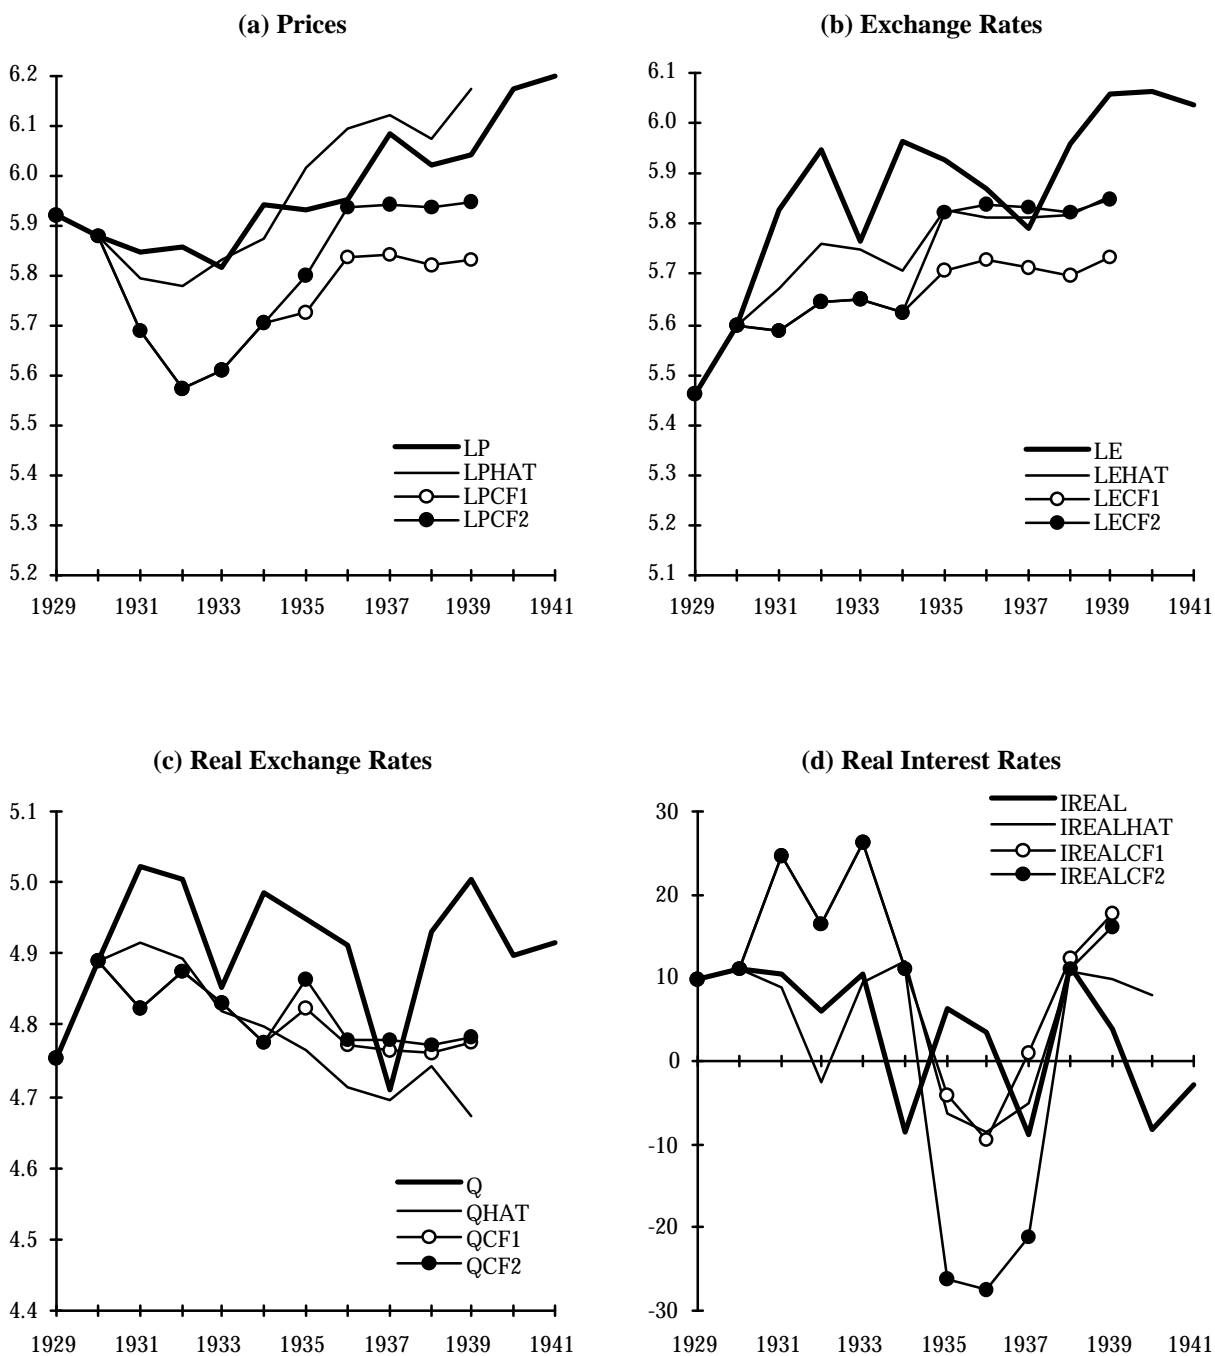 (a) Prices
6.2
6.1
6.0
5.9
5.8
5.7
5.6
5.5
5.4
5.3
5.2
LP
LPHAT
LPCF1
LPCF2
1929 1931 1933 1935 1937 1939 1941
(b) Exchange Rates
6.1
6.0
5.9
5.8
5.7
5.6
5.5
5.4
5.3
5.2
5.1
LE
LEHAT
LECF1
LECF2
1929 1931 1933 1935 1937 1939 1941
(c) Real Exchange Rates
5.1
5.0
4.9
4.8
4.7
4.6
4.5
4.4
Q
QHAT
QCF1
QCF2
1929 1931 1933 1935 1937 1939 1941
(d) Real Interest Rates
IREAL
IREALHAT
IREALCF1
IREALCF2
30
20
10
0
-10
-20
-30
1929 1931 1933 1935 1937 1939 1941